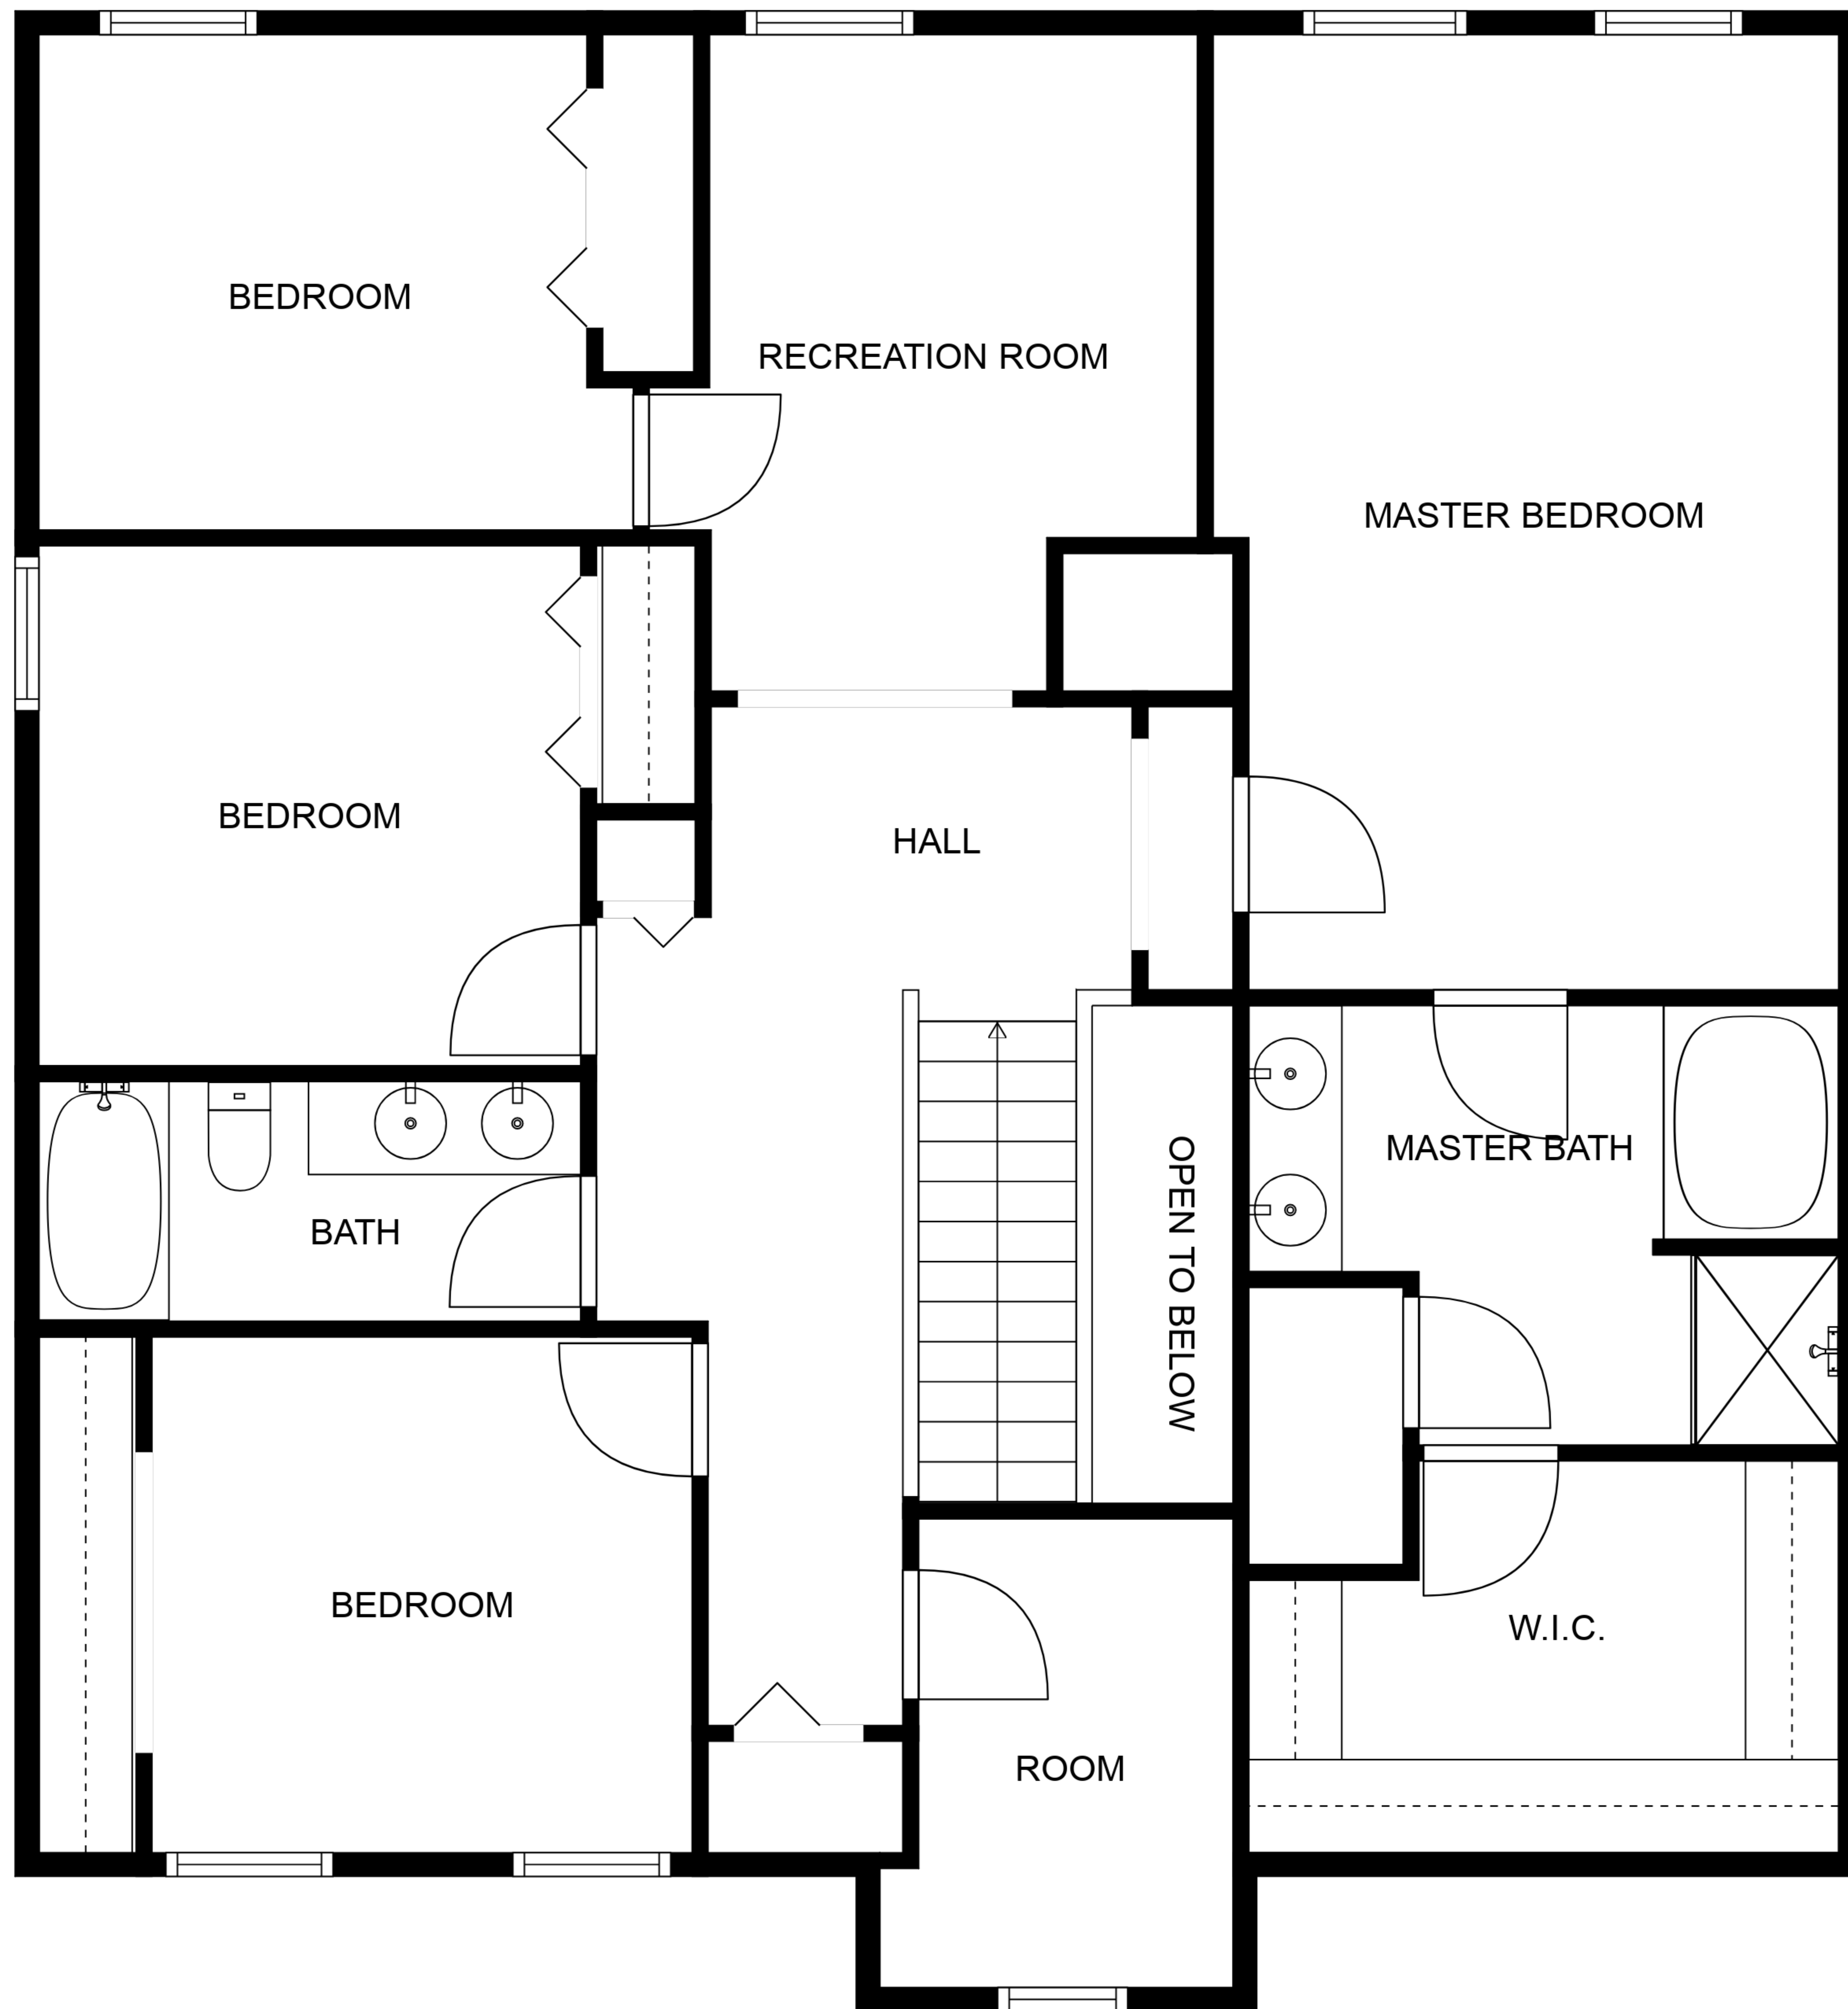 BEDROOM
RECREATION ROOM
MASTER BEDROOM
BEDROOM
HALL
MASTER BATH
BATH
OPEN TO BELOW
BEDROOM
W.I.C.
ROOM